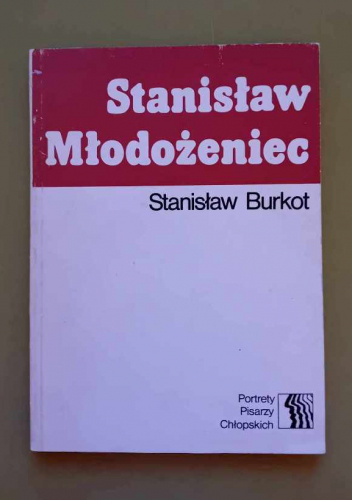 Stanisław
Młodożeniec
Stanisław Burkot
Portrety
Pisarzy
Chłopskich